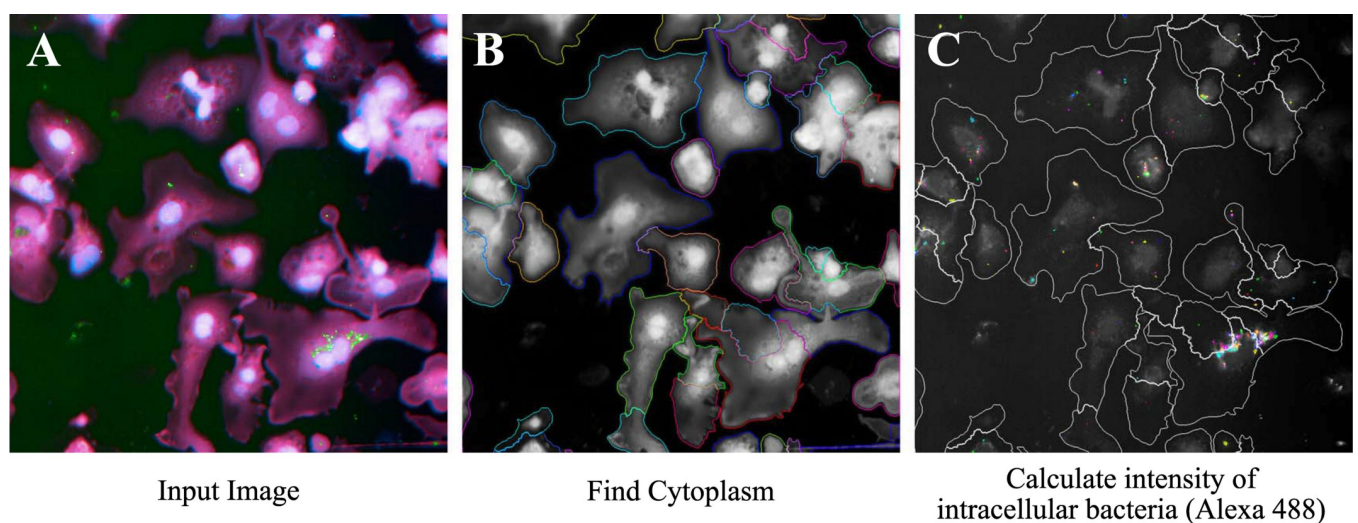 A
B
C
Input Image
Find Cytoplasm
Calculate intensity of
intracellular bacteria (Alexa 488)